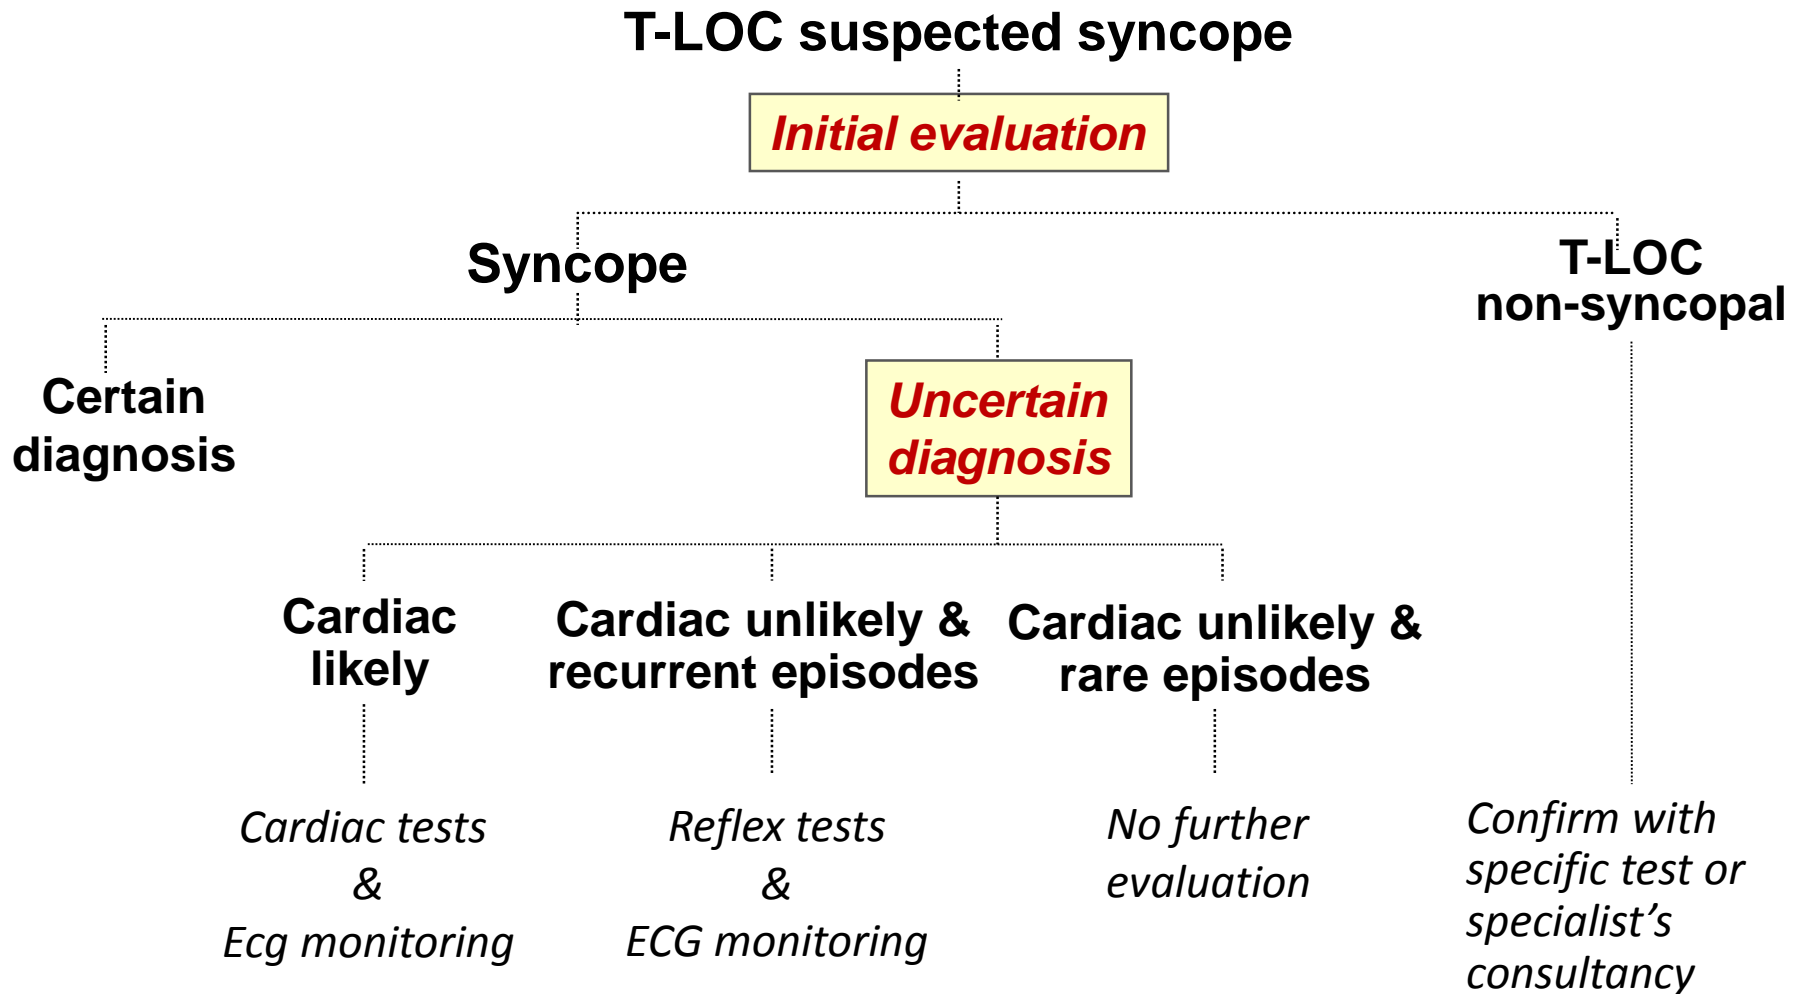 T-LOC suspected syncope
Initial evaluation
Syncope
T-LOC
non-syncopal
Certain
diagnosis
Uncertain
diagnosis
Cardiac
likely
Cardiac unlikely &
recurrent episodes
Cardiac unlikely &
rare episodes
Cardiac tests
&
Ecg monitoring
Reflex tests
&
ECG monitoring
No further
evaluation
Confirm with
specific test or
specialist’s
consultancy